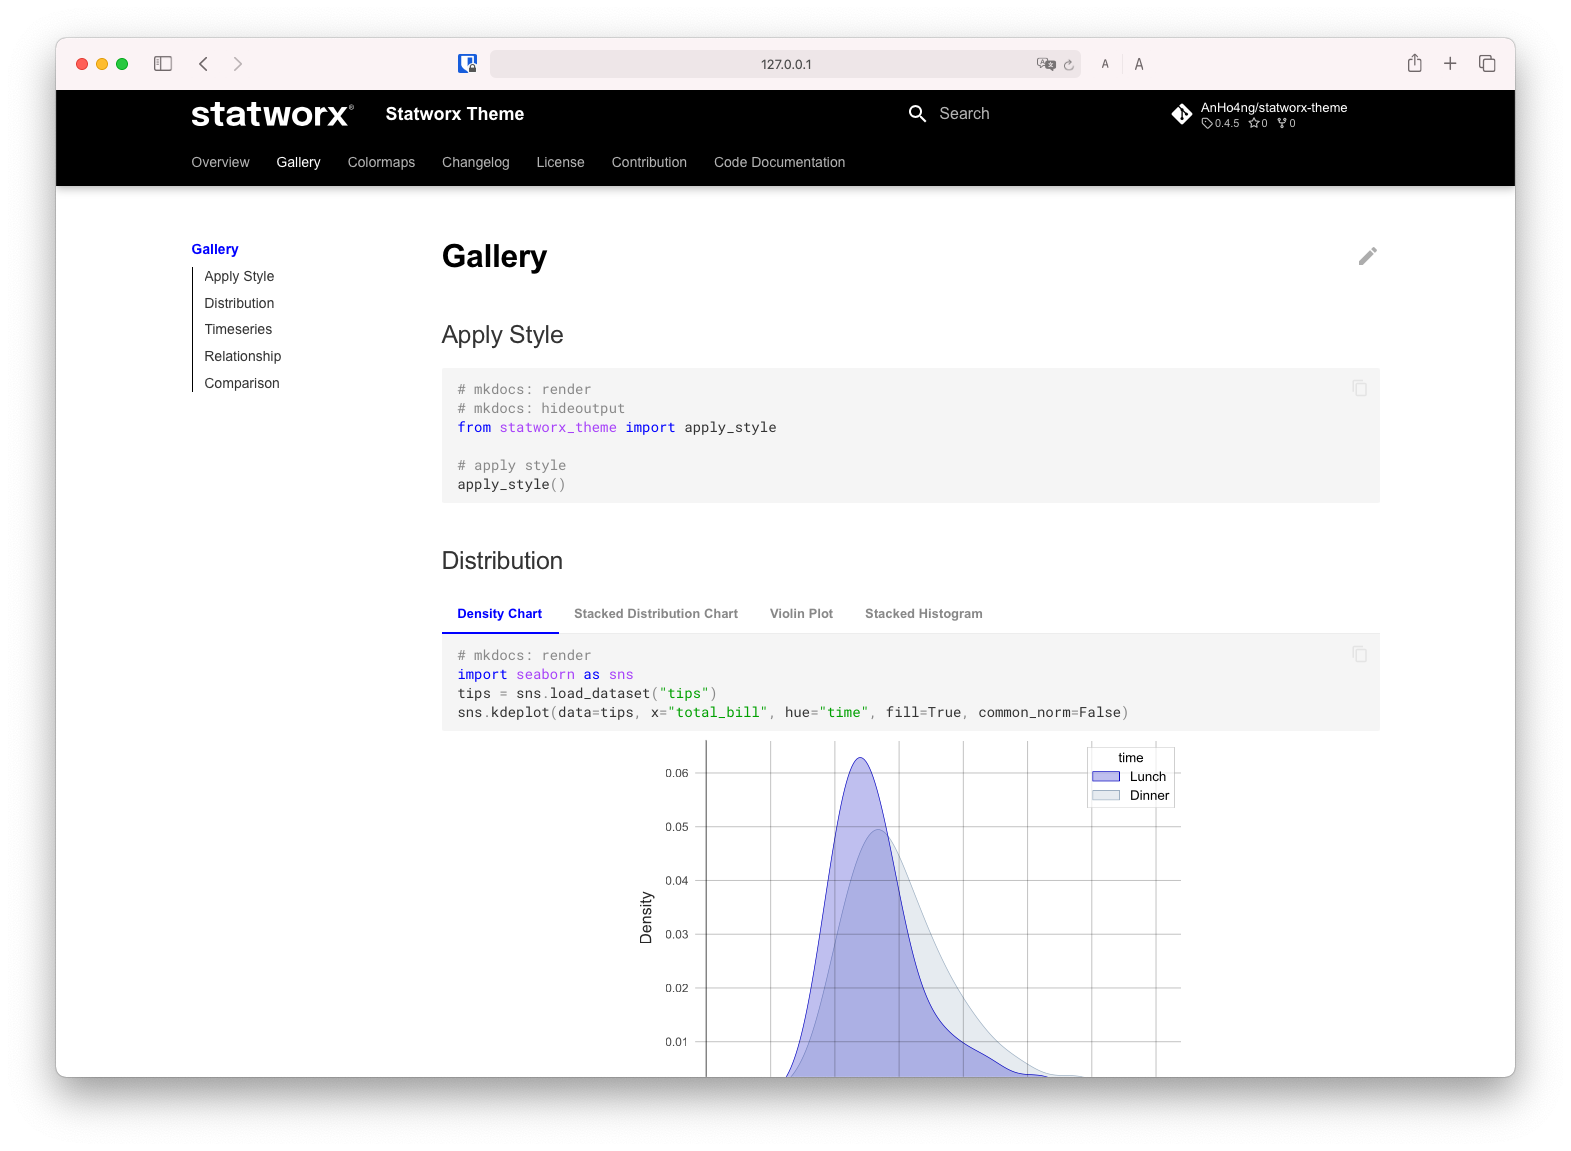 127.0.0.1
A A
statworx®
Statworx Theme
Search
AnHo4ng/statworx-theme
0.4.5 0 0
Overview Gallery Colormaps Changelog License Contribution Code Documentation
Gallery
Apply Style
Distribution
Timeseries
Relationship
Comparison
Gallery
Apply Style
# mkdocs: render
# mkdocs: hideoutput
from statworx_theme import apply_style
# apply style
apply_style()
Distribution
Density Chart Stacked Distribution Chart Violin Plot Stacked Histogram
# mkdocs: render
import seaborn as sns
tips = sns.load_dataset("tips")
sns.kdeplot(data=tips, x="total_bill", hue="time", fill=True, common_norm=False)
time
Lunch
Dinner
0.06
0.05
0.04
0.03
0.02
0.01
Density